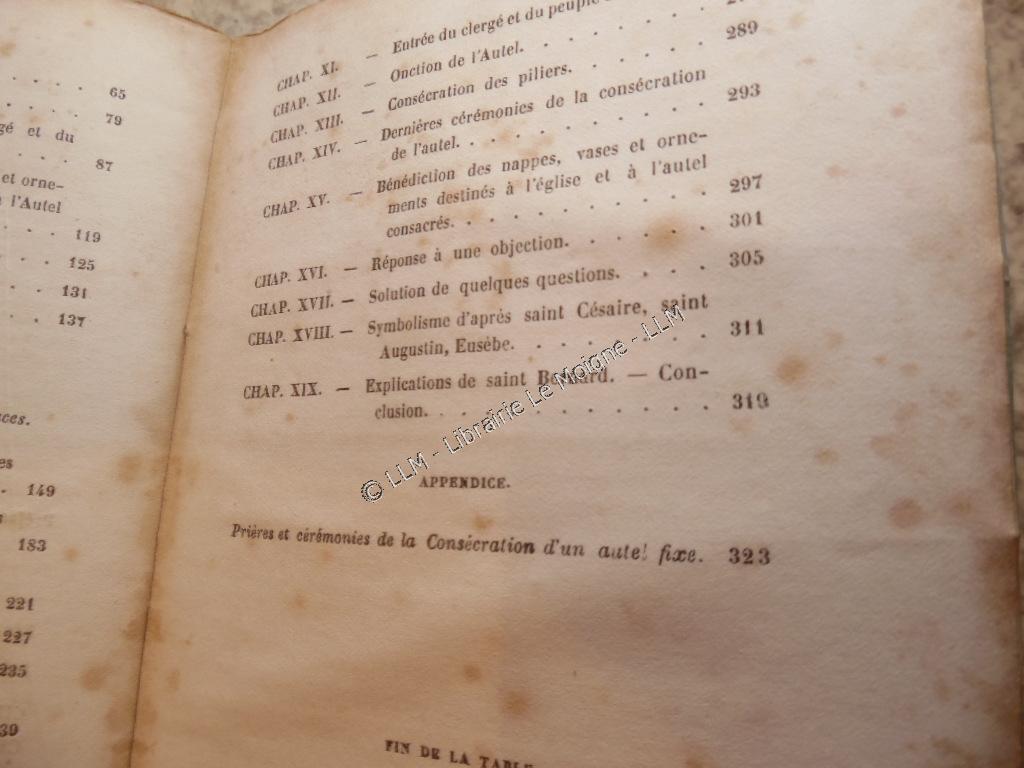 65
79
gé et du
87
et orne-
l'Autel
119
125
131
137
ces.
es
149
183
221
227
235
39
CHAP. XI. — Entrée du clergé et du peuple
CHAP. XII. — Onction de l'Autel.
CHAP. XIII. — Consécration des piliers. 289
CHAP. XIV. — Dernières cérémonies de la consécration
de l'autel. 293
CHAP. XV. — Bénédiction des nappes, vases et orne-
ments destinés à l'église et à l'autel
consacrés. 297
CHAP. XVI. — Réponse à une objection. 301
CHAP. XVII. — Solution de quelques questions. 305
CHAP. XVIII. — Symbolisme d'après saint Césaire, saint
Augustin, Eusèbe. 311
CHAP. XIX. — Explications de saint Bernard. — Con-
clusion. 319
APPENDICE.
Prières et cérémonies de la Consécration d'un autel fixe. 323
FIN DE LA TABLE
© LLM - Librairie Le Moigne - LLM